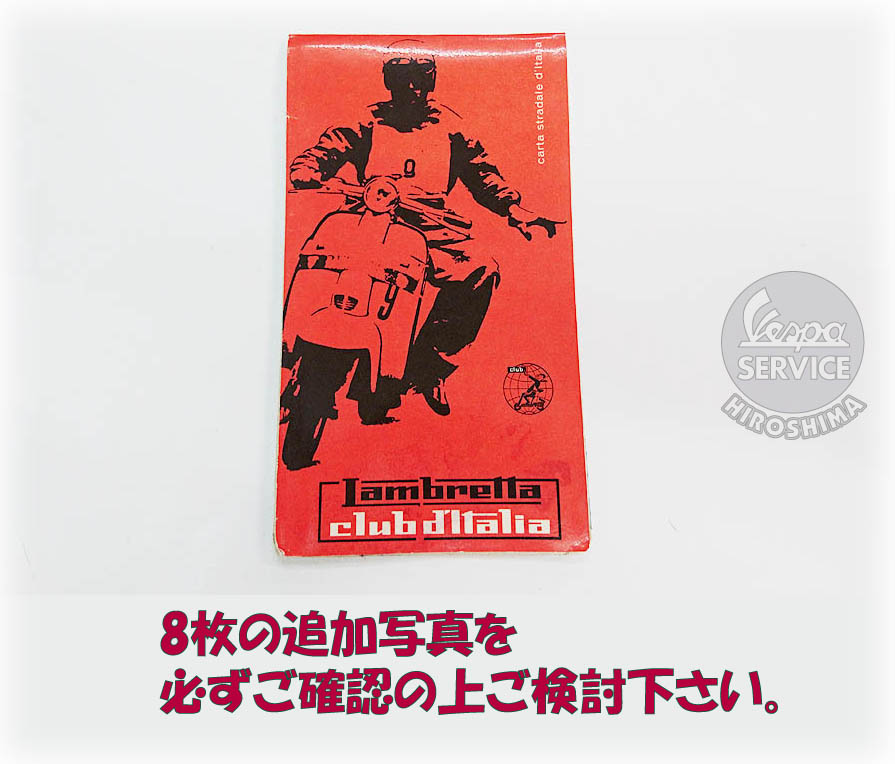 carta stradale d'Italia
9
9
club
Lambretta
club d'Italia
Vespa
SERVICE
HIROSHIMA
8枚の追加写真を
必ずご確認の上ご検討下さい。